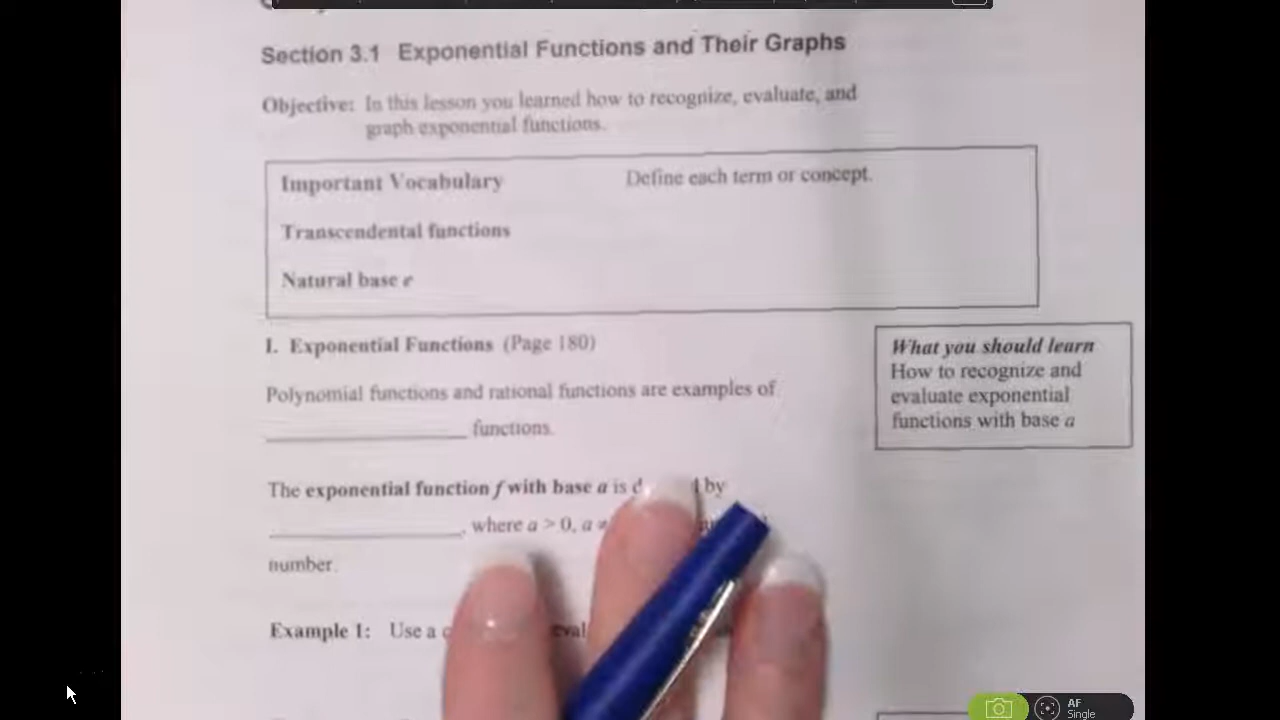 Section 3.1 Exponential Functions and Their Graphs
Objective: In this lesson you learned how to recognize, evaluate, and
graph exponential functions.
Important Vocabulary Define each term or concept.
Transcendental functions
Natural base e
I. Exponential Functions (Page 180)
Polynomial functions and rational functions are examples of
____________________ functions.
What you should learn
How to recognize and
evaluate exponential
functions with base a
The exponential function f with base a is by
____________________, where a > 0, a
number.
Example 1: Use a
AF
Single